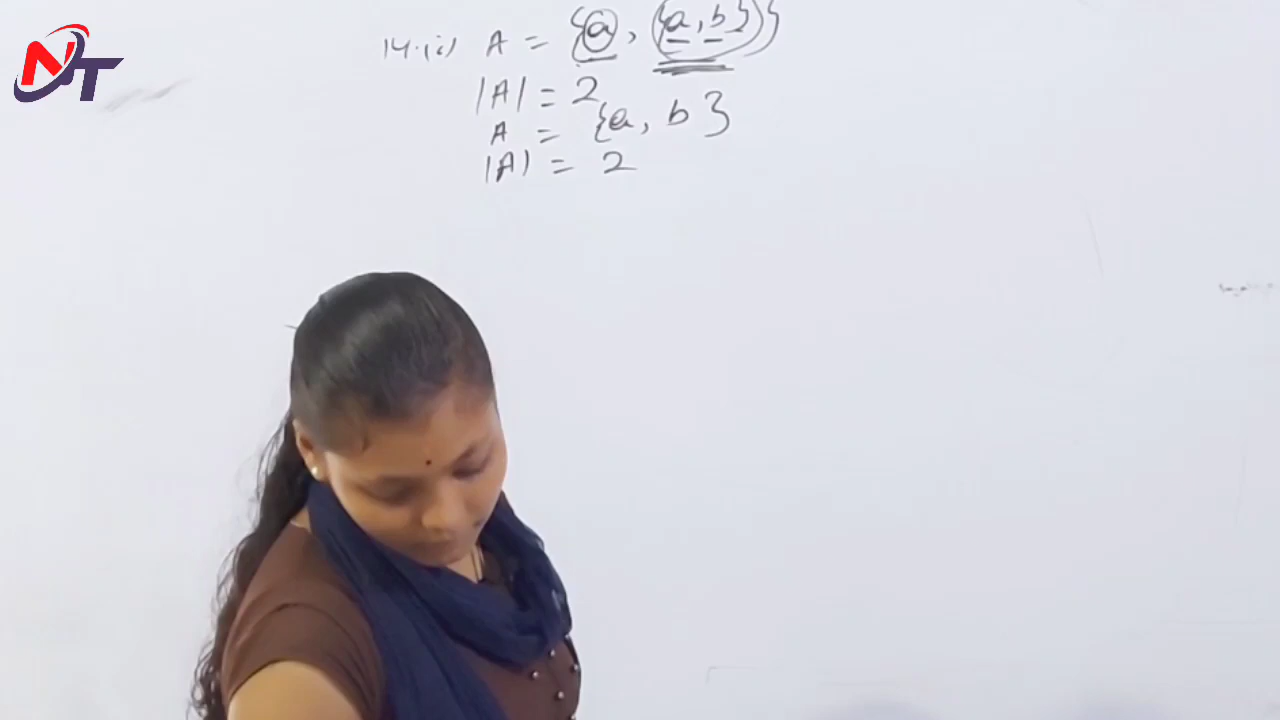 NT
14.(i) A = {a, {a, b}}
|A| = 2
A = {a, b}
|A| = 2